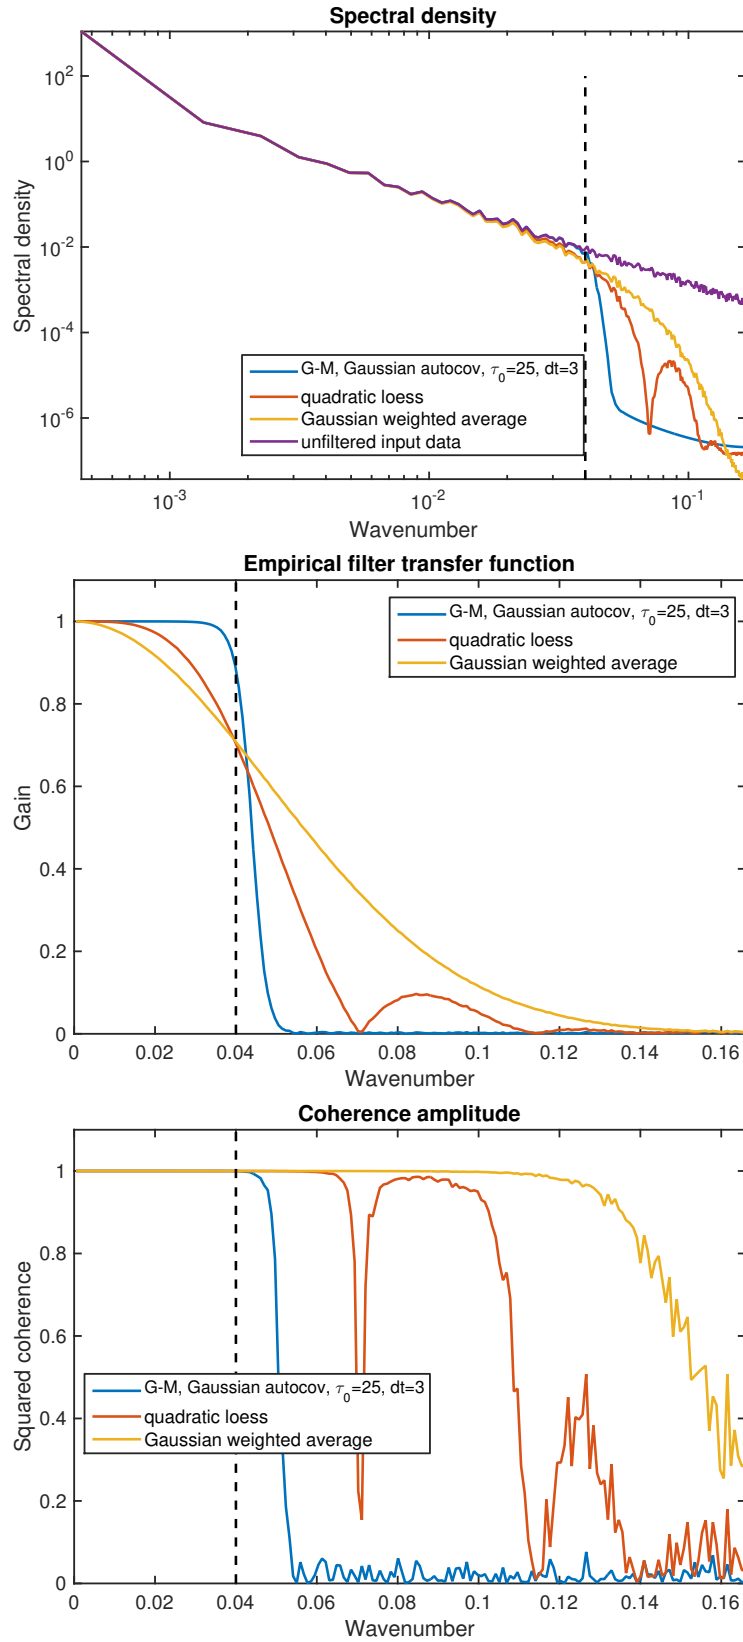 Spectral density
Spectral density
10^2
10^0
10^-2
10^-4
10^-6
G-M, Gaussian autocov, τ_0=25, dt=3
quadratic loess
Gaussian weighted average
unfiltered input data
10^-3
10^-2
10^-1
Wavenumber
Empirical filter transfer function
Gain
1
0.8
0.6
0.4
0.2
0
G-M, Gaussian autocov, τ_0=25, dt=3
quadratic loess
Gaussian weighted average
0 0.02 0.04 0.06 0.08 0.1 0.12 0.14 0.16
Wavenumber
Coherence amplitude
Squared coherence
1
0.8
0.6
0.4
0.2
0
G-M, Gaussian autocov, τ_0=25, dt=3
quadratic loess
Gaussian weighted average
0 0.02 0.04 0.06 0.08 0.1 0.12 0.14 0.16
Wavenumber